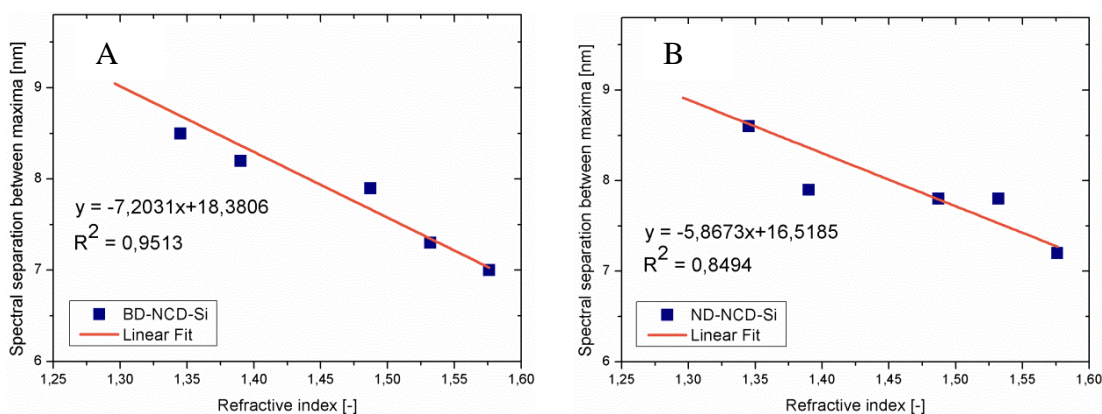 A
Spectral separation between maxima [nm]
9
8
7
6
y = -7,2031x+18,3806
R² = 0,9513
BD-NCD-Si
Linear Fit
1,25 1,30 1,35 1,40 1,45 1,50 1,55 1,60
Refractive index [-]
B
Spectral separation between maxima [nm]
9
8
7
6
y = -5,8673x+16,5185
R² = 0,8494
ND-NCD-Si
Linear Fit
1,25 1,30 1,35 1,40 1,45 1,50 1,55 1,60
Refractive index [-]